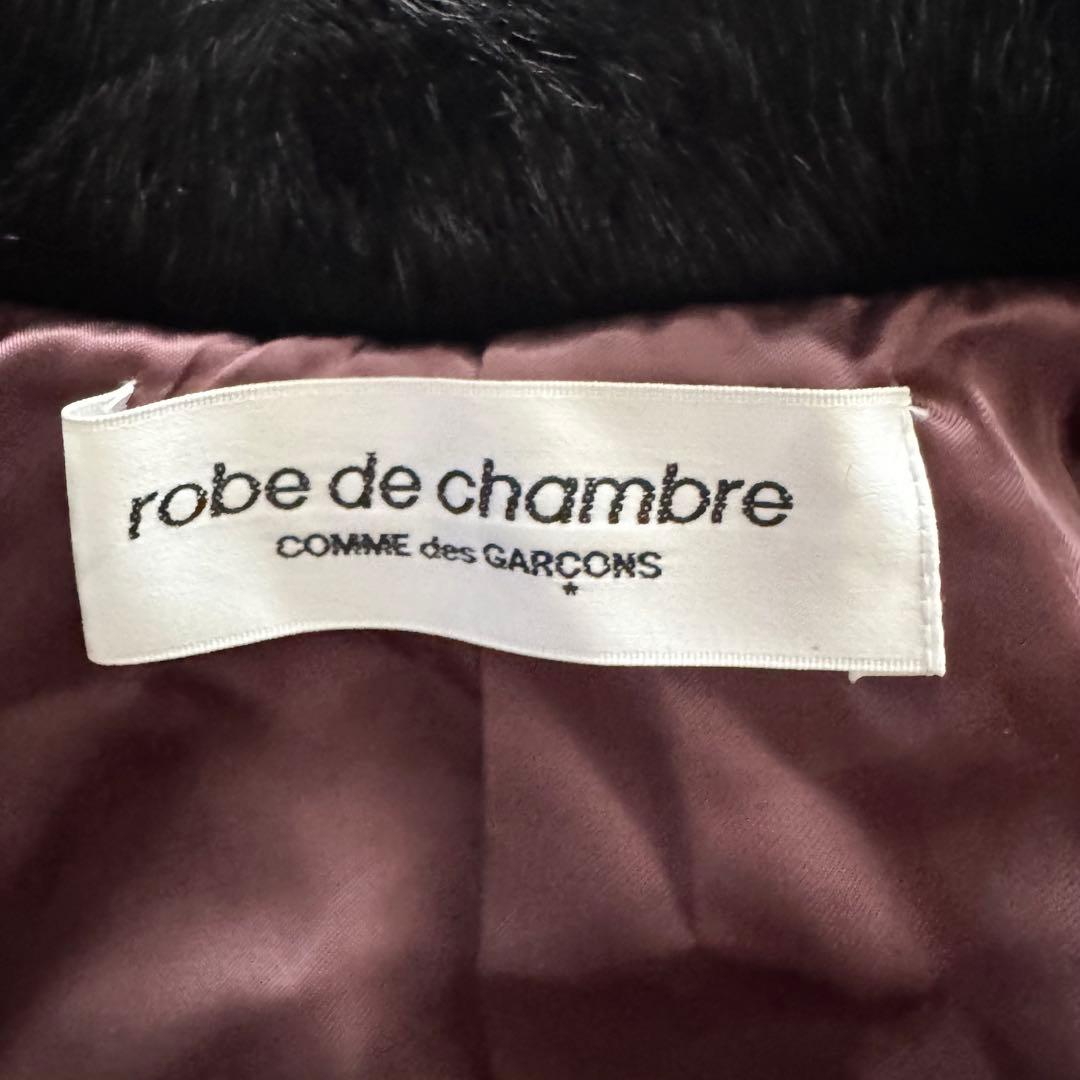 robe de chambre
COMME des GARÇONS
*